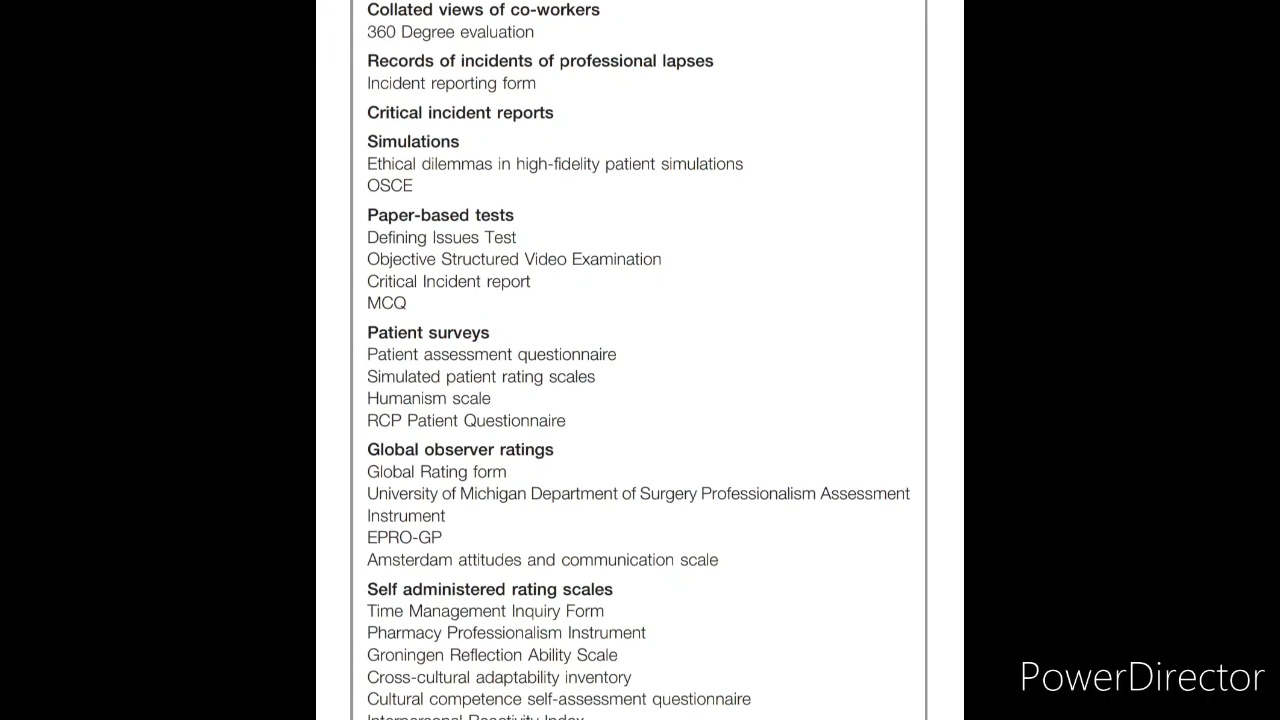 Collated views of co-workers
360 Degree evaluation
Records of incidents of professional lapses
Incident reporting form
Critical incident reports
Simulations
Ethical dilemmas in high-fidelity patient simulations
OSCE
Paper-based tests
Defining Issues Test
Objective Structured Video Examination
Critical Incident report
MCQ
Patient surveys
Patient assessment questionnaire
Simulated patient rating scales
Humanism scale
RCP Patient Questionnaire
Global observer ratings
Global Rating form
University of Michigan Department of Surgery Professionalism Assessment
Instrument
EPRO-GP
Amsterdam attitudes and communication scale
Self administered rating scales
Time Management Inquiry Form
Pharmacy Professionalism Instrument
Groningen Reflection Ability Scale
Cross-cultural adaptability inventory
Cultural competence self-assessment questionnaire
Interpersonal Reactivity Index
PowerDirector